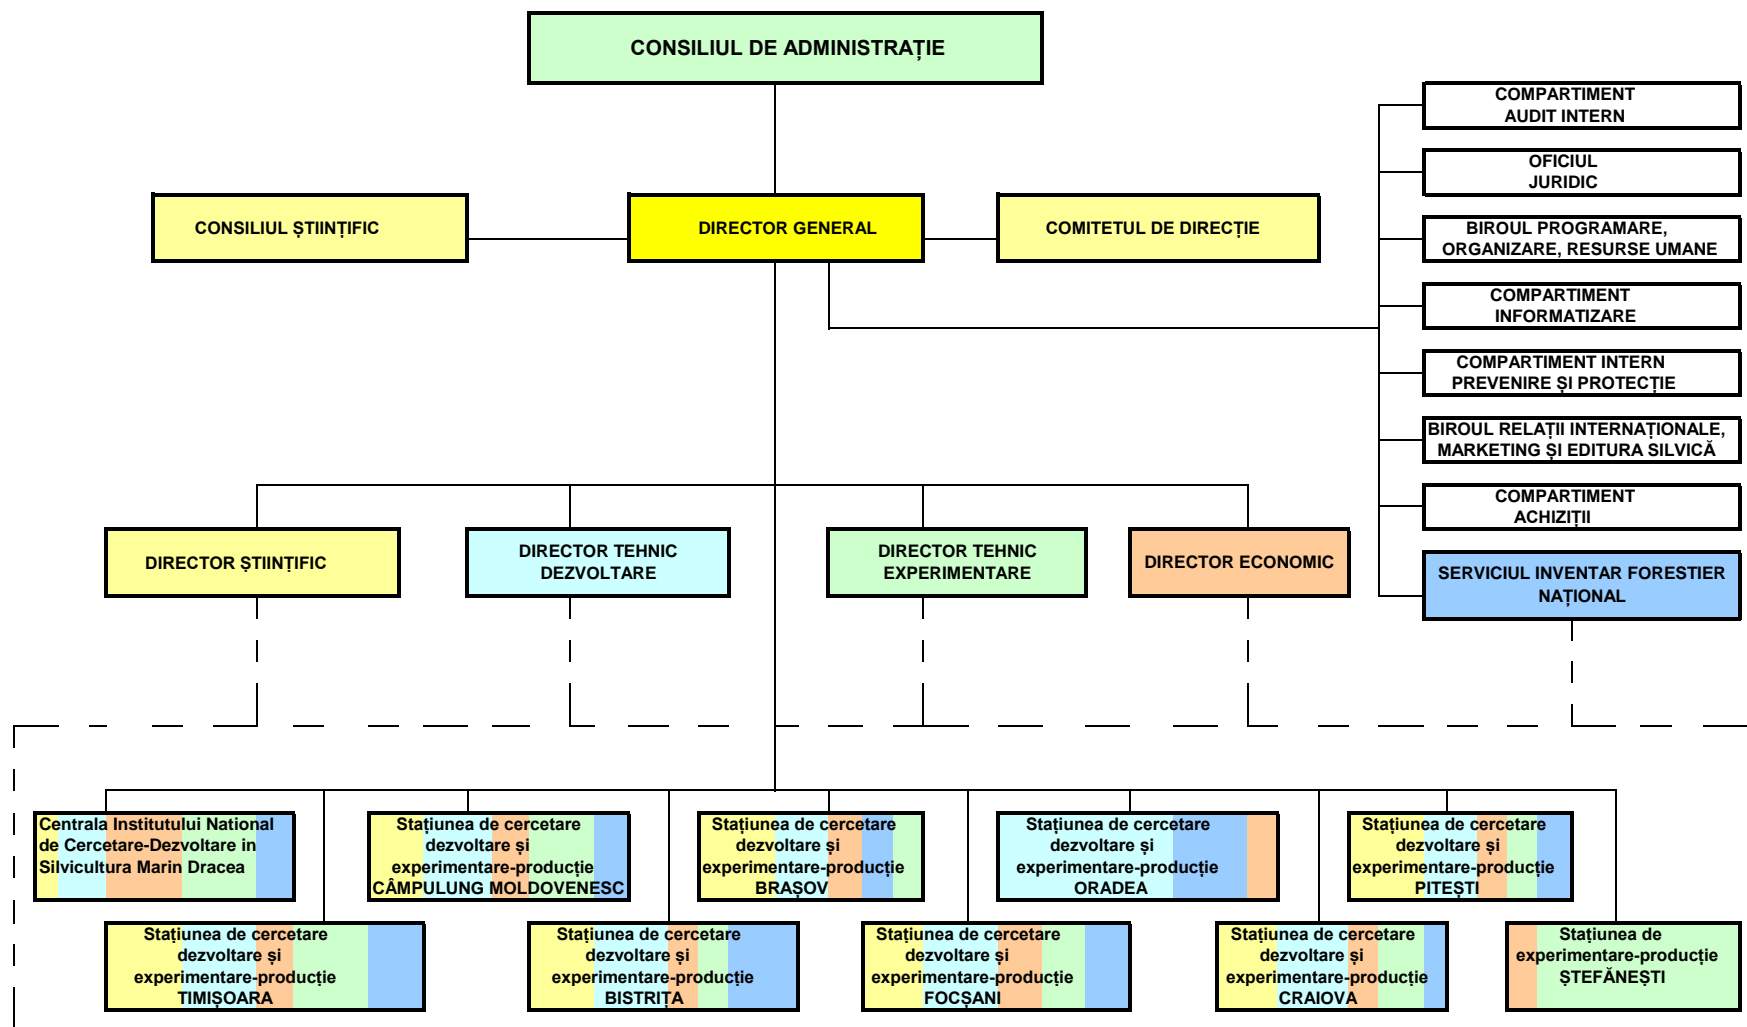 CONSILIUL DE ADMINISTRAȚIE
COMPARTIMENT
AUDIT INTERN
OFICIUL
JURIDIC
CONSILIUL ȘTIINȚIFIC
DIRECTOR GENERAL
COMITETUL DE DIRECȚIE
BIROUL PROGRAMARE,
ORGANIZARE, RESURSE UMANE
COMPARTIMENT
INFORMATIZARE
COMPARTIMENT INTERN
PREVENIRE ȘI PROTECȚIE
BIROUL RELAȚII INTERNAȚIONALE,
MARKETING ȘI EDITURA SILVICĂ
COMPARTIMENT
ACHIZIȚII
DIRECTOR ȘTIINȚIFIC
DIRECTOR TEHNIC
DEZVOLTARE
DIRECTOR TEHNIC
EXPERIMENTARE
DIRECTOR ECONOMIC
SERVICIUL INVENTAR FORESTIER
NAȚIONAL
Centrala Institutului National
de Cercetare-Dezvoltare in
Silvicultura Marin Dracea
Stațiunea de cercetare
dezvoltare și
experimentare-producție
CÂMPULUNG MOLDOVENESC
Stațiunea de cercetare
dezvoltare și
experimentare-producție
BRAȘOV
Stațiunea de cercetare
dezvoltare și
experimentare-producție
ORADEA
Stațiunea de cercetare
dezvoltare și
experimentare-producție
PITEȘTI
Stațiunea de cercetare
dezvoltare și
experimentare-producție
TIMIȘOARA
Stațiunea de cercetare
dezvoltare și
experimentare-producție
BISTRIȚA
Stațiunea de cercetare
dezvoltare și
experimentare-producție
FOCȘANI
Stațiunea de cercetare
dezvoltare și
experimentare-producție
CRAIOVA
Stațiunea de
experimentare-producție
ȘTEFĂNEȘTI